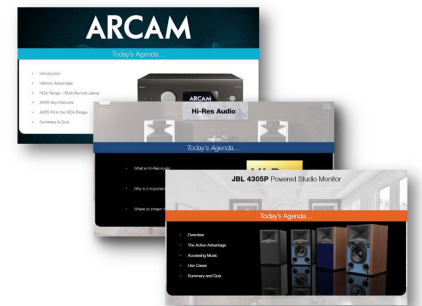 ARCAM
Today's Agenda…
Introduction
Historic Advantage
HDA Range – Multichannel Lineup
AVR5 Key Features
AVR5 Fit in the HDA Range
Summary & Quiz
ARCAM
Hi-Res Audio
Today's Agenda…
What is Hi-Res Audio
Why is it important
Where to stream
JBL 4305P Powered Studio Monitor
Today's Agenda…
Overview
The Active Advantage
Accessing Music
Use Cases
Summary and Quiz